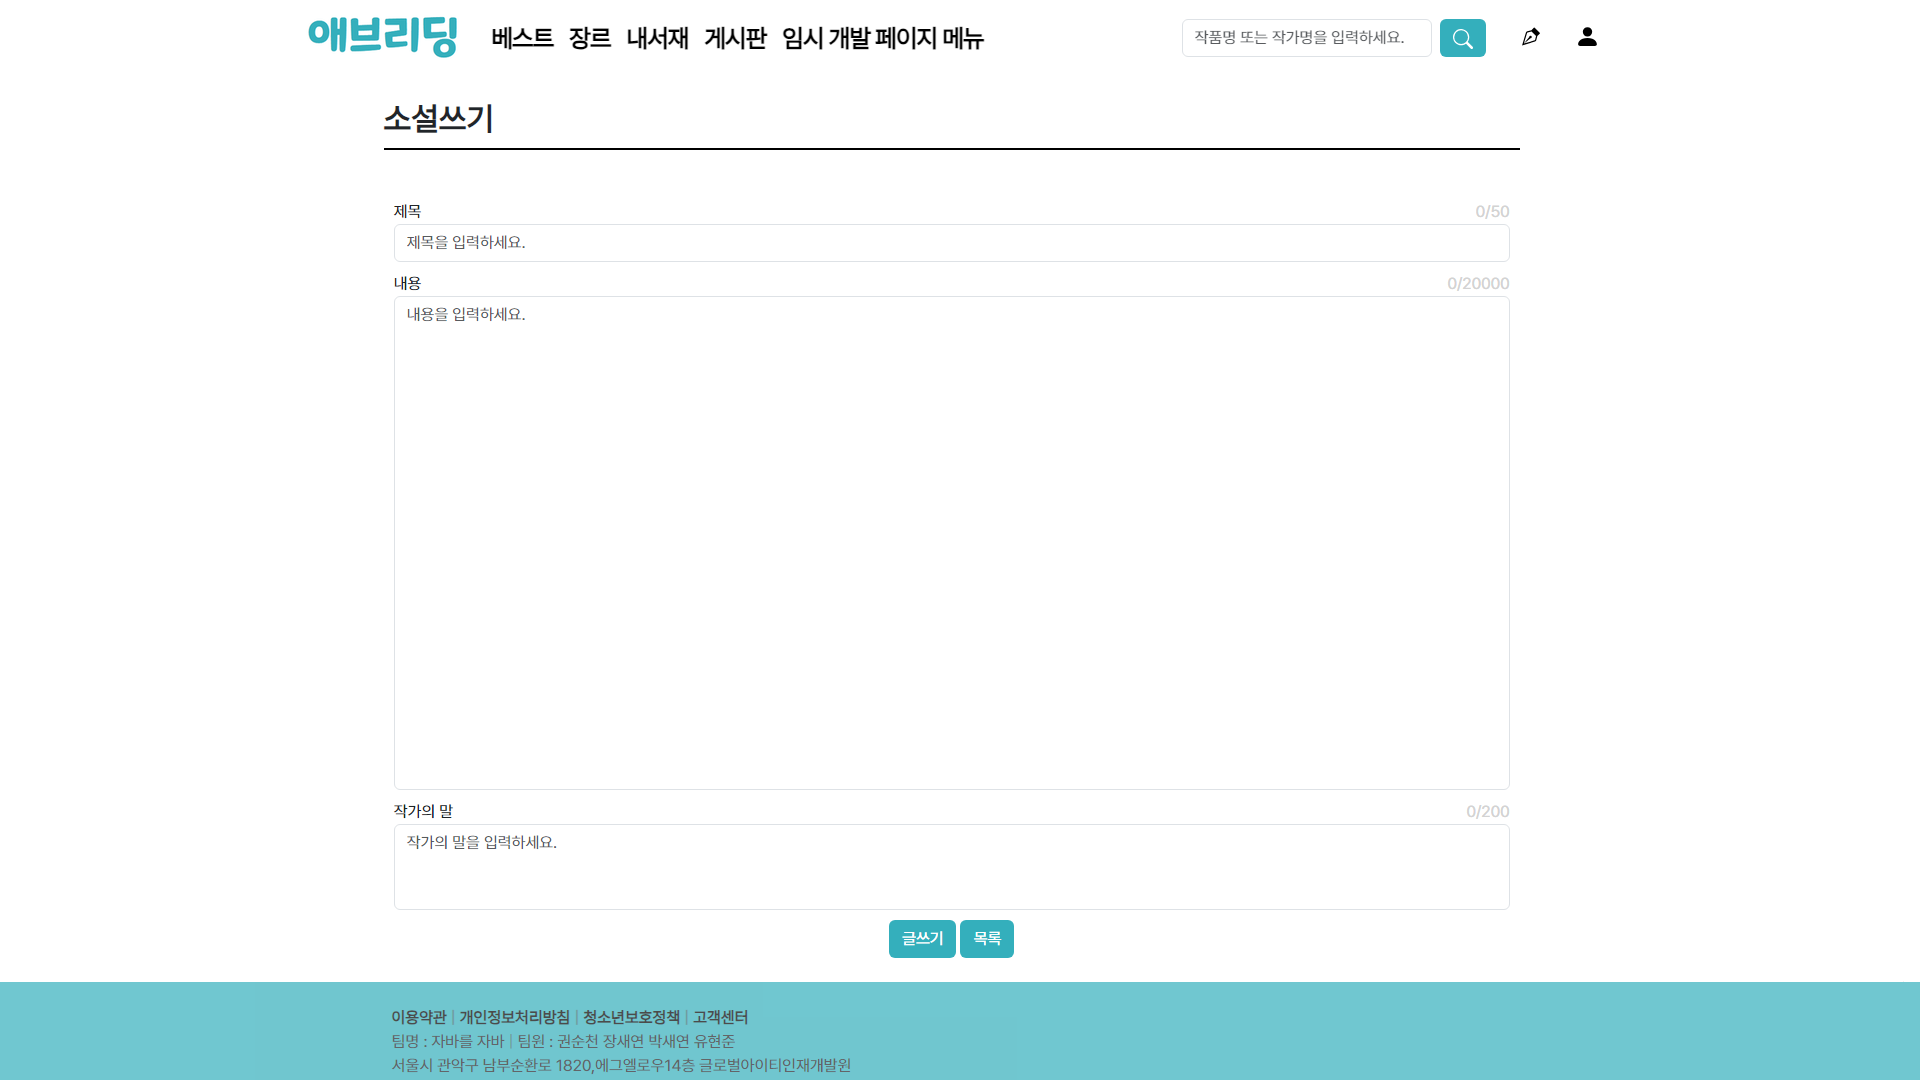 애브리딩 베스트 장르 내서재 게시판 임시 개발 페이지 메뉴 작품명 또는 작가명을 입력하세요.
소설쓰기
제목 0/50
제목을 입력하세요.
내용 0/20000
내용을 입력하세요.
작가의 말 0/200
작가의 말을 입력하세요.
글쓰기 목록
이용약관 | 개인정보처리방침 | 청소년보호정책 | 고객센터
팀명 : 자바를 자바 | 팀원 : 권순천 장새연 박새연 유현준
서울시 관악구 남부순환로 1820,에그엘로우14층 글로벌아이티인재개발원